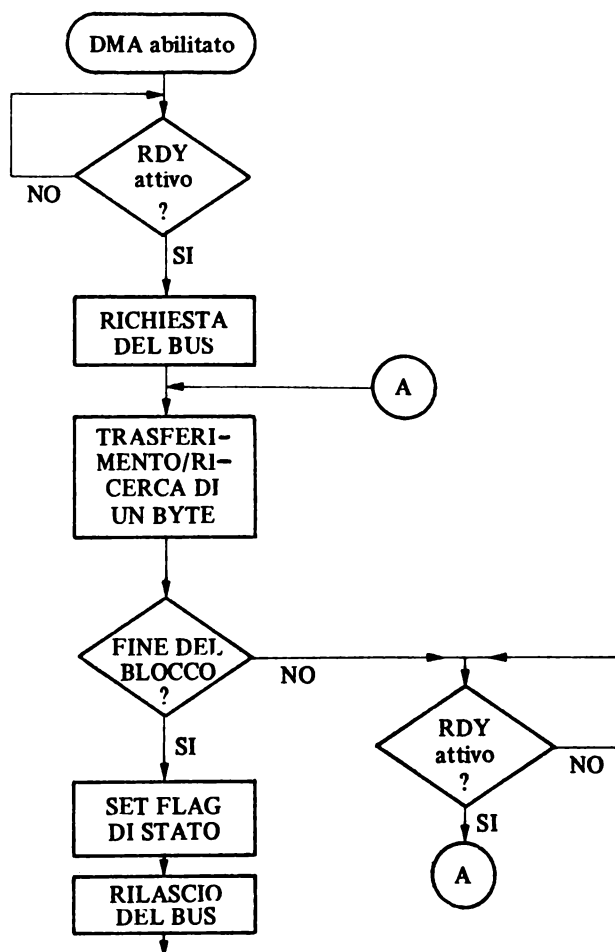 DMA abilitato
RDY
attivo
?
NO
SI
RICHIESTA
DEL BUS
A
TRASFERI-
MENTO/RI-
CERCA DI
UN BYTE
FINE DEL
BLOCCO
?
NO
SI
RDY
attivo
?
NO
SI
A
SET FLAG
DI STATO
RILASCIO
DEL BUS